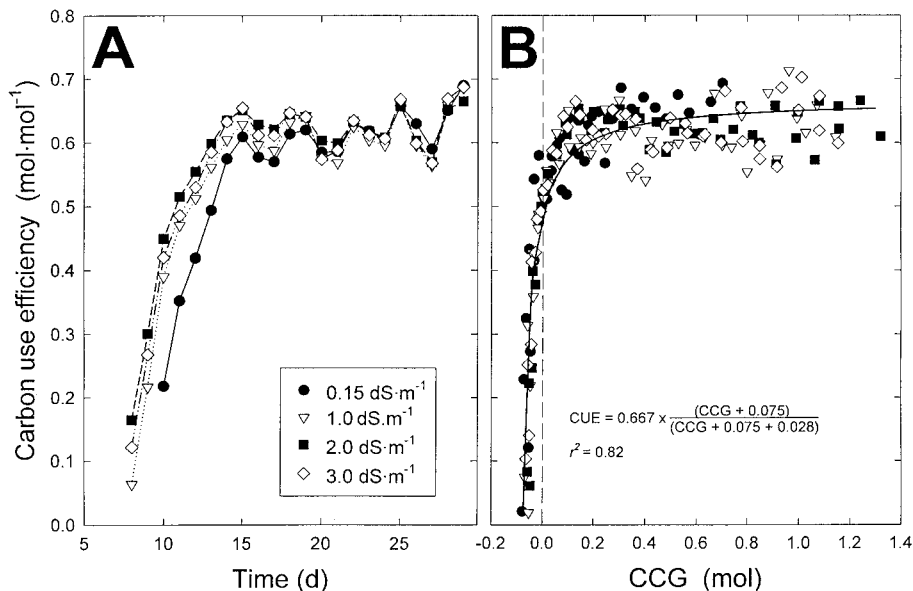 A
B
Carbon use efficiency (mol·mol⁻¹)
0.8
0.7
0.6
0.5
0.4
0.3
0.2
0.1
0.0
0.15 dS·m⁻¹
1.0 dS.m⁻¹
2.0 dS·m⁻¹
3.0 dS·m⁻¹
CUE = 0.667 x (CCG + 0.075)
(CCG + 0.075 + 0.028)
r² = 0.82
5 10 15 20 25
-0.2 0.0 0.2 0.4 0.6 0.8 1.0 1.2 1.4
Time (d)
CCG (mol)